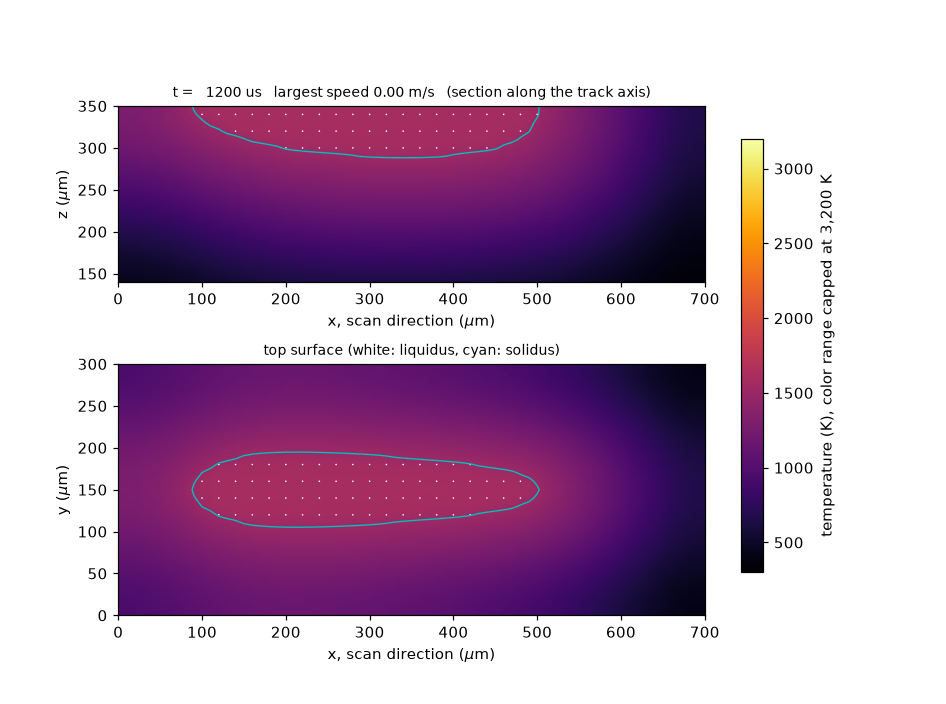 t =   1200 us   largest speed 0.00 m/s   (section along the track axis)
350
300
250
200
150
z (μm)
0 100 200 300 400 500 600 700
x, scan direction (μm)
top surface (white: liquidus, cyan: solidus)
300
250
200
150
100
50
0
y (μm)
0 100 200 300 400 500 600 700
x, scan direction (μm)
3000
2500
2000
1500
1000
500
temperature (K), color range capped at 3,200 K